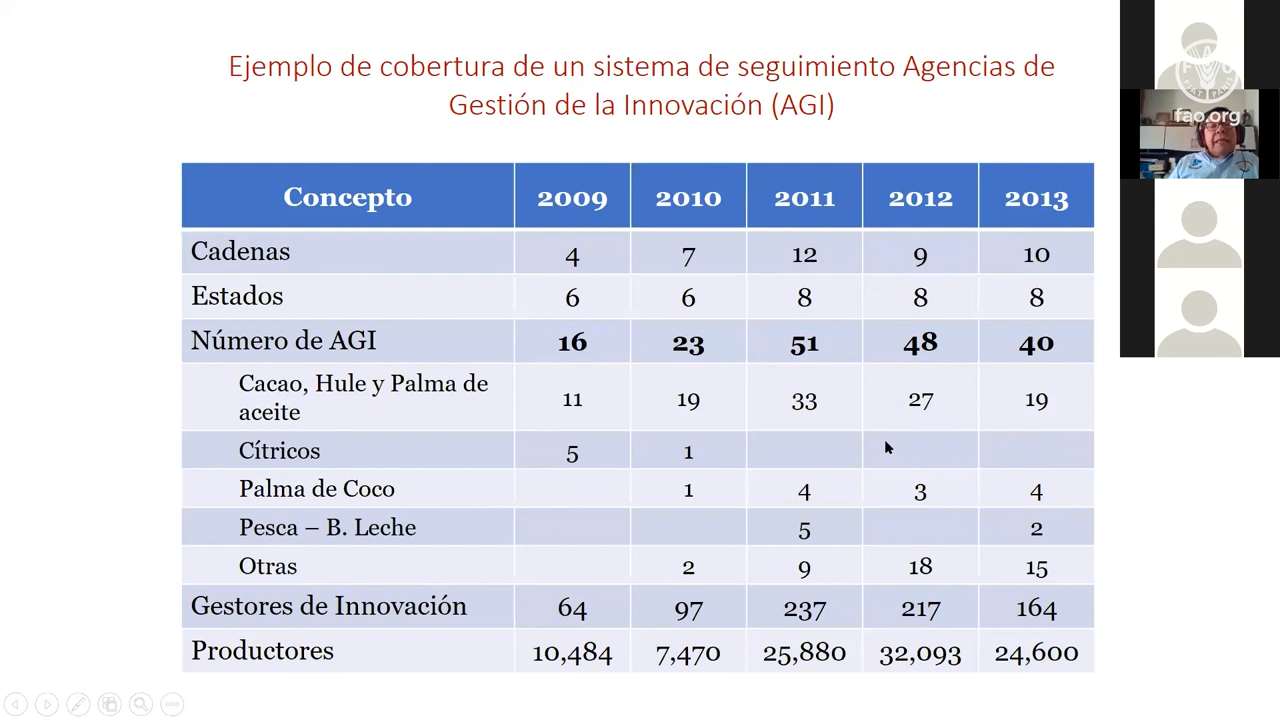 Ejemplo de cobertura de un sistema de seguimiento Agencias de
Gestión de la Innovación (AGI)
Concepto 2009 2010 2011 2012 2013
Cadenas 4 7 12 9 10
Estados 6 6 8 8 8
Número de AGI 16 23 51 48 40
Cacao, Hule y Palma de
aceite 11 19 33 27 19
Cítricos 5 1
Palma de Coco 1 4 3 4
Pesca – B. Leche 5 2
Otras 2 9 18 15
Gestores de Innovación 64 97 237 217 164
Productores 10,484 7,470 25,880 32,093 24,600
fao.org